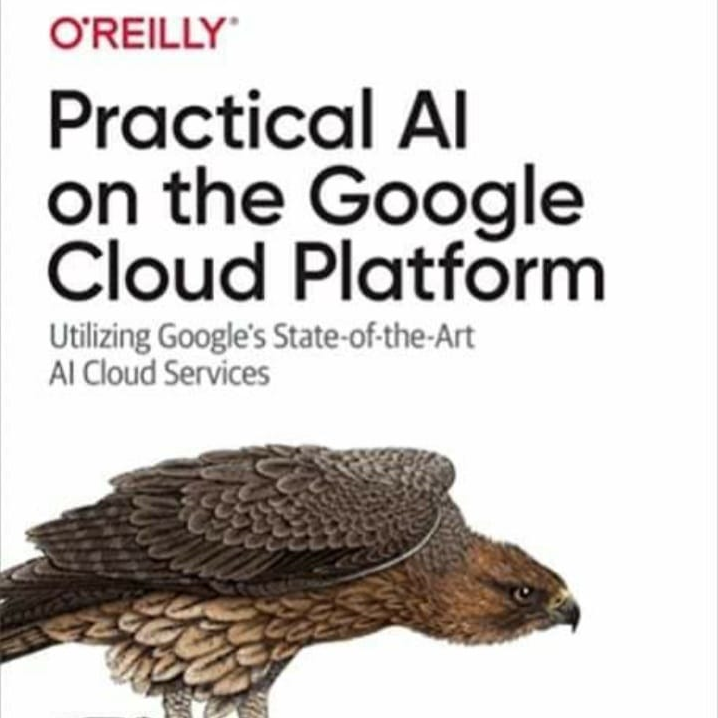 O'REILLY®
Practical AI
on the Google
Cloud Platform
Utilizing Google's State-of-the-Art
AI Cloud Services